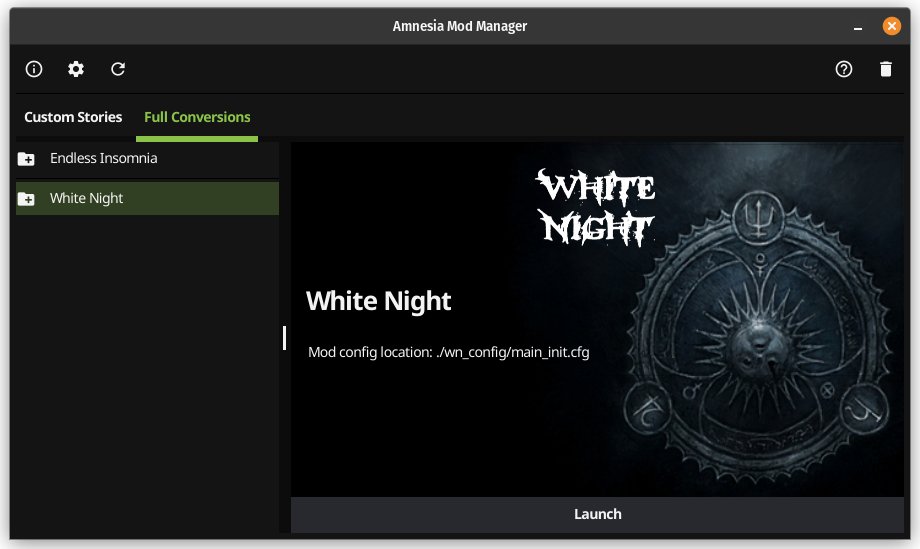 Amnesia Mod Manager
Custom Stories
Full Conversions
Endless Insomnia
White Night
WHITE
NIGHT
White Night
Mod config location: ./wn_config/main_init.cfg
Launch